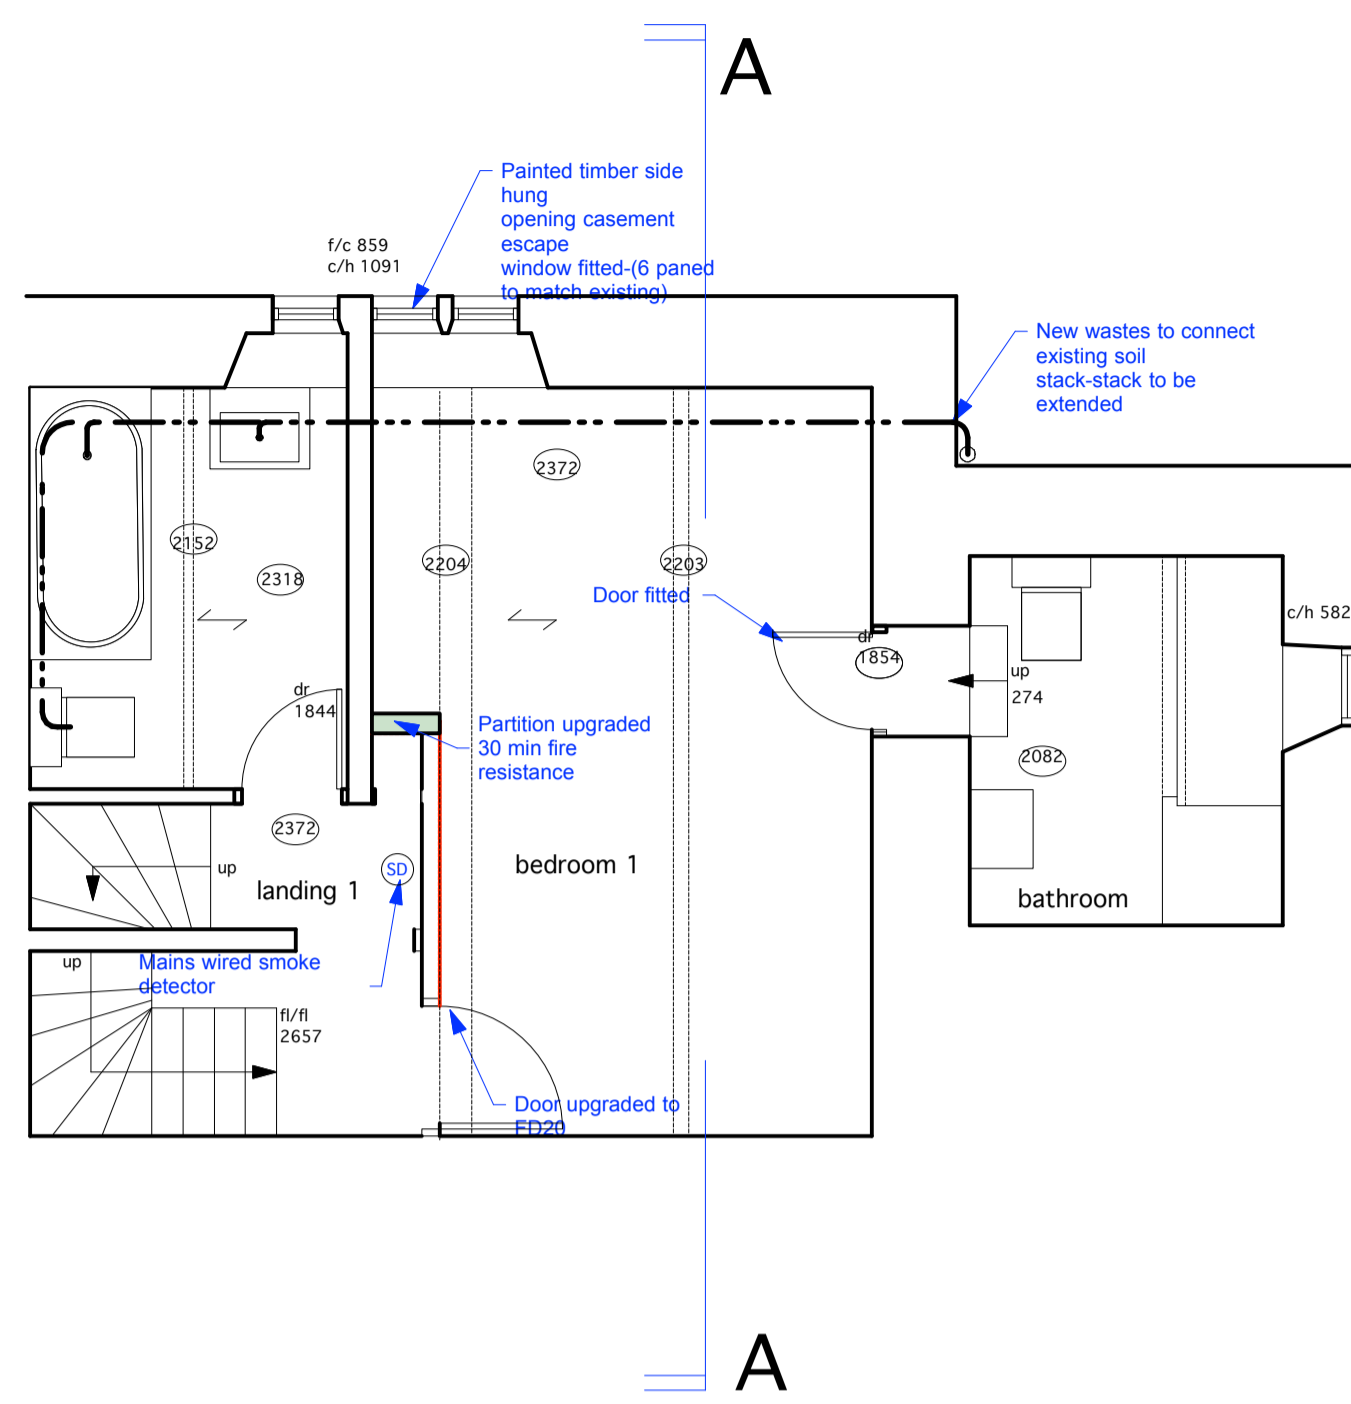 A
Painted timber side
hung
opening casement
escape
window fitted-(6 paned
to match existing)
f/c 859
c/h 1091
New wastes to connect
existing soil
stack-stack to be
extended
2372
2152
2204
2203
2318
Door fitted
c/h 582
dr
1854
up
274
dr
1844
Partition upgraded
30 min fire
resistance
2082
2372
SD
up
landing 1
bedroom 1
bathroom
up
Mains wired smoke
detector
fl/fl
2657
Door upgraded to
FD20
A